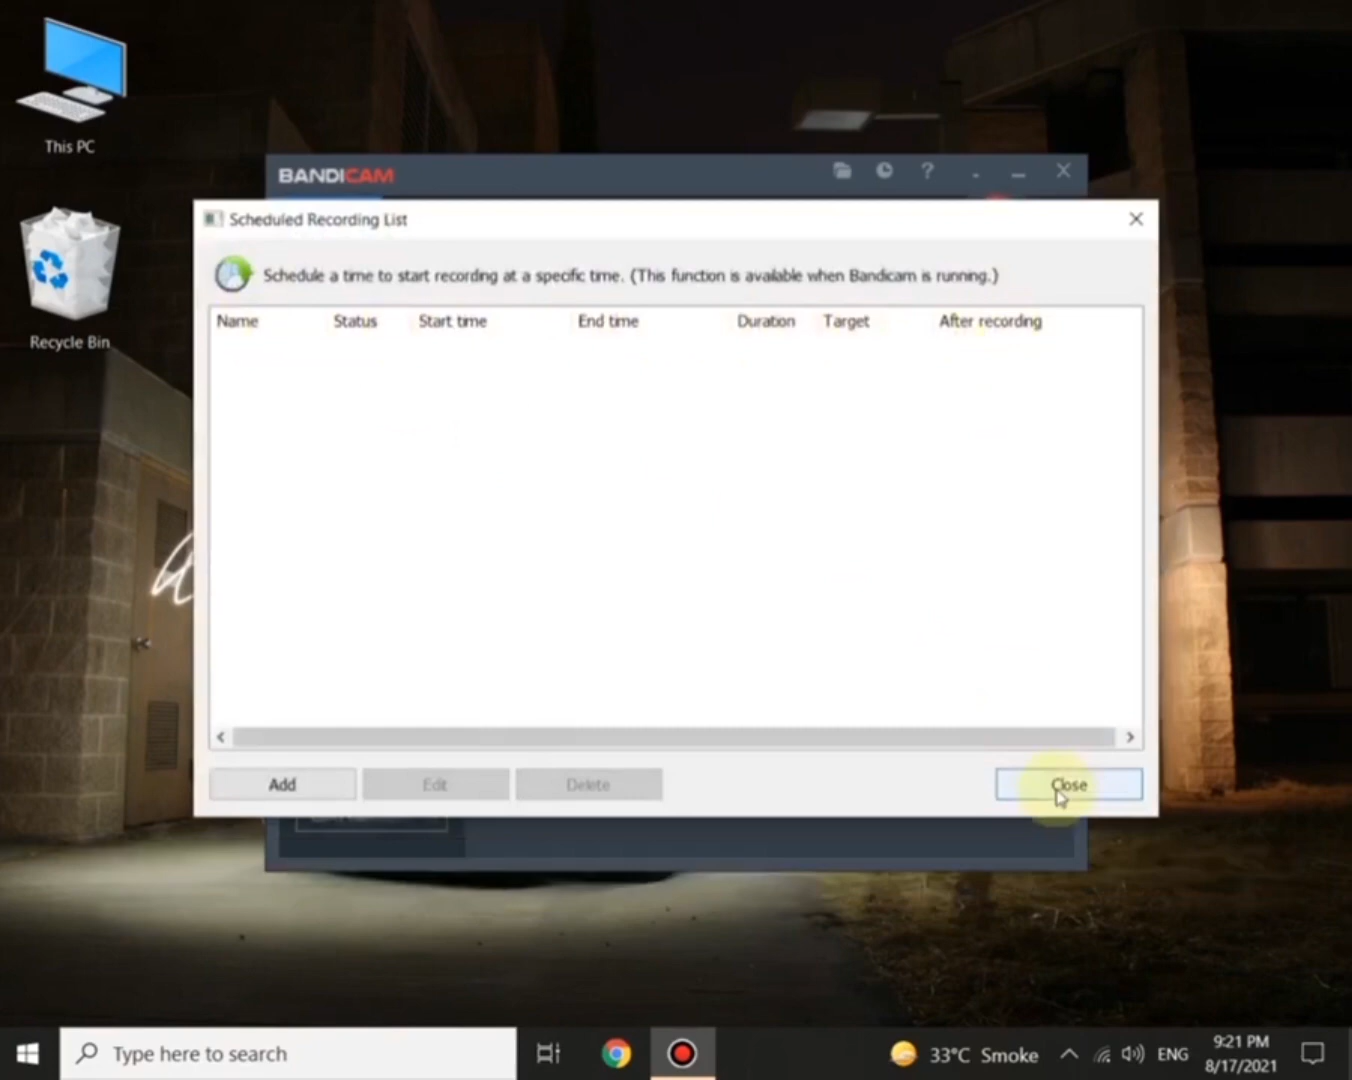 This PC
Recycle Bin
BANDICAM
Scheduled Recording List
Schedule a time to start recording at a specific time. (This function is available when Bandicam is running.)
Name Status Start time End time Duration Target After recording
Add Edit Delete Close
Type here to search
33°C Smoke
ENG
9:21 PM
8/17/2021